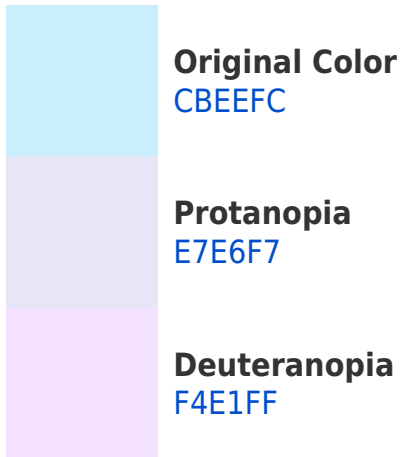 Original Color
CBEEFC
Protanopia
E7E6F7
Deuteranopia
F4E1FF